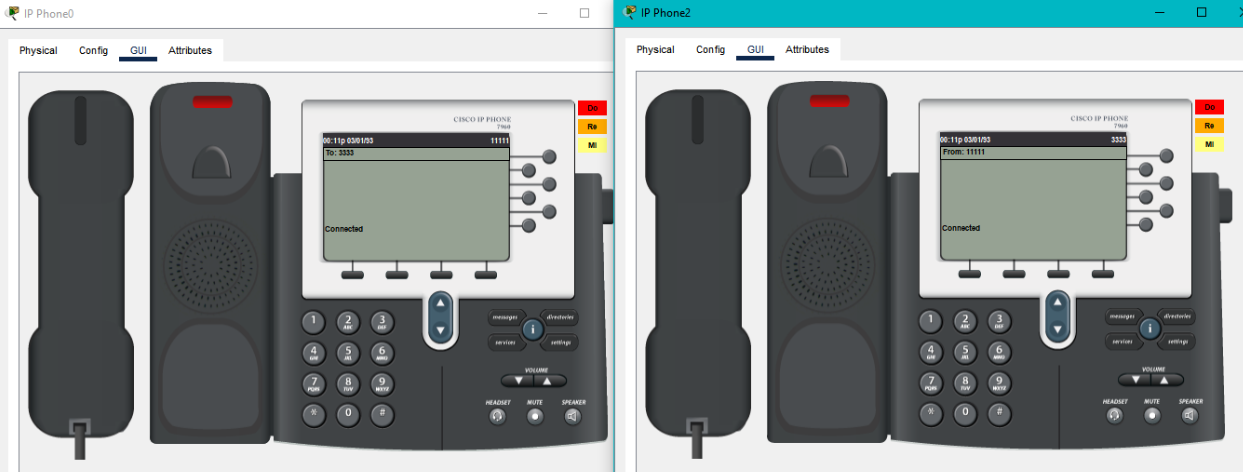 IP Phone0
Physical Config GUI Attributes
CISCO IP PHONE
7960
00:11p 03/01/93 11111
To: 3333
Connected
Do
Re
Mi
1 2 ABC 3 DEF
4 GHI 5 JKL 6 MNO
7 PQRS 8 TUV 9 WXYZ
* 0 #
messages directories
i
services settings
VOLUME
HEADSET MUTE SPEAKER
IP Phone2
Physical Config GUI Attributes
CISCO IP PHONE
7960
00:11p 03/01/93 3333
From: 11111
Connected
Do
Re
Mi
1 2 ABC 3 DEF
4 GHI 5 JKL 6 MNO
7 PQRS 8 TUV 9 WXYZ
* 0 #
messages directories
i
services settings
VOLUME
HEADSET MUTE SPEAKER